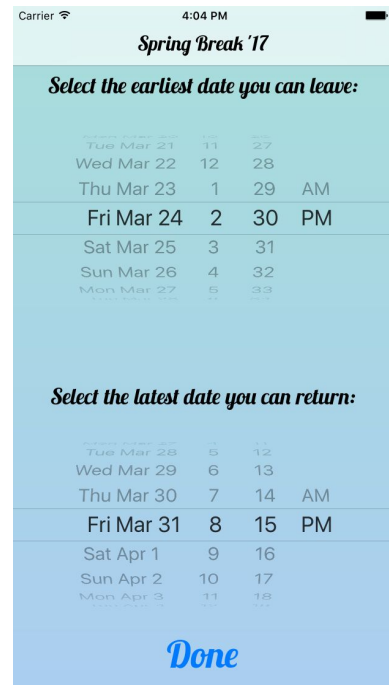 Carrier 4:04 PM
Spring Break '17
Select the earliest date you can leave:
Tue Mar 21 11 27
Wed Mar 22 12 28
Thu Mar 23 1 29 AM
Fri Mar 24 2 30 PM
Sat Mar 25 3 31
Sun Mar 26 4 32
Mon Mar 27 5 33
Select the latest date you can return:
Tue Mar 28 5 12
Wed Mar 29 6 13
Thu Mar 30 7 14 AM
Fri Mar 31 8 15 PM
Sat Apr 1 9 16
Sun Apr 2 10 17
Mon Apr 3 11 18
Done